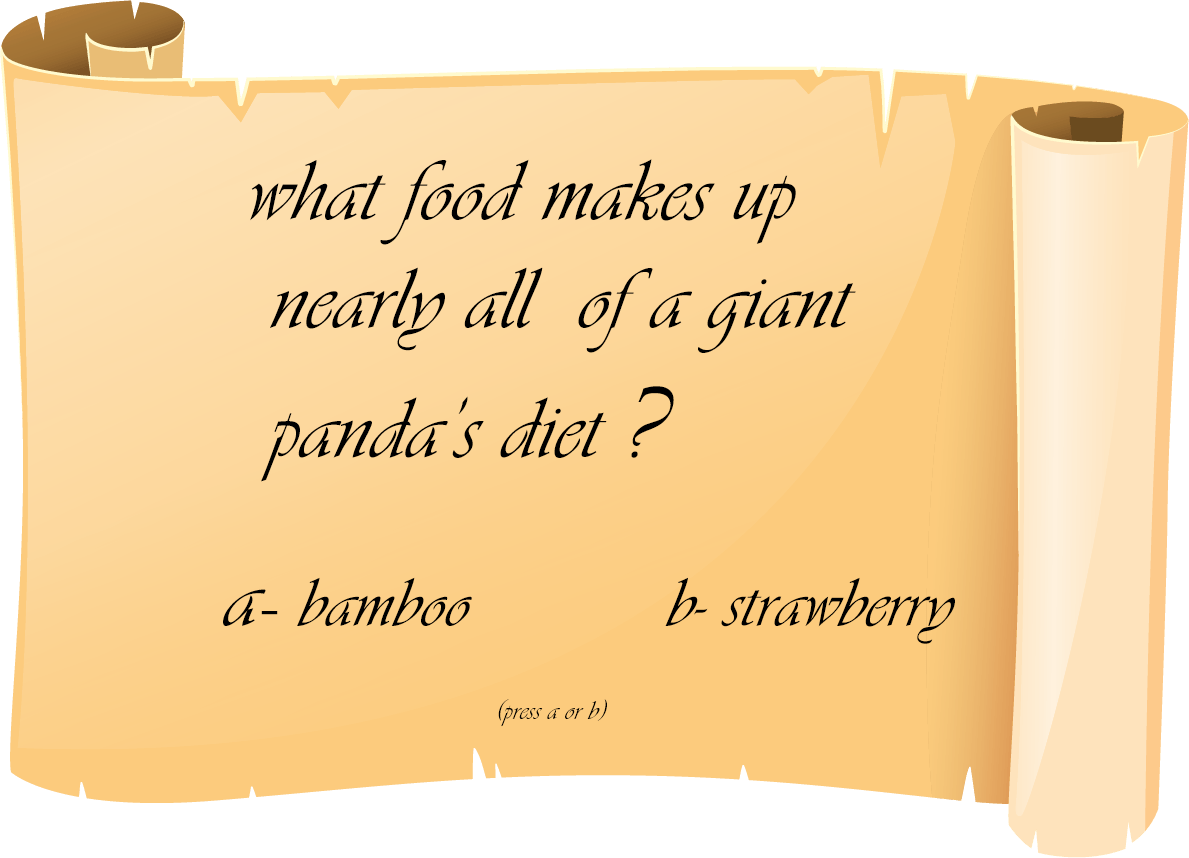 what food makes up
nearly all of a giant
panda's diet ?
a- bamboo b- strawberry
(press a or b)